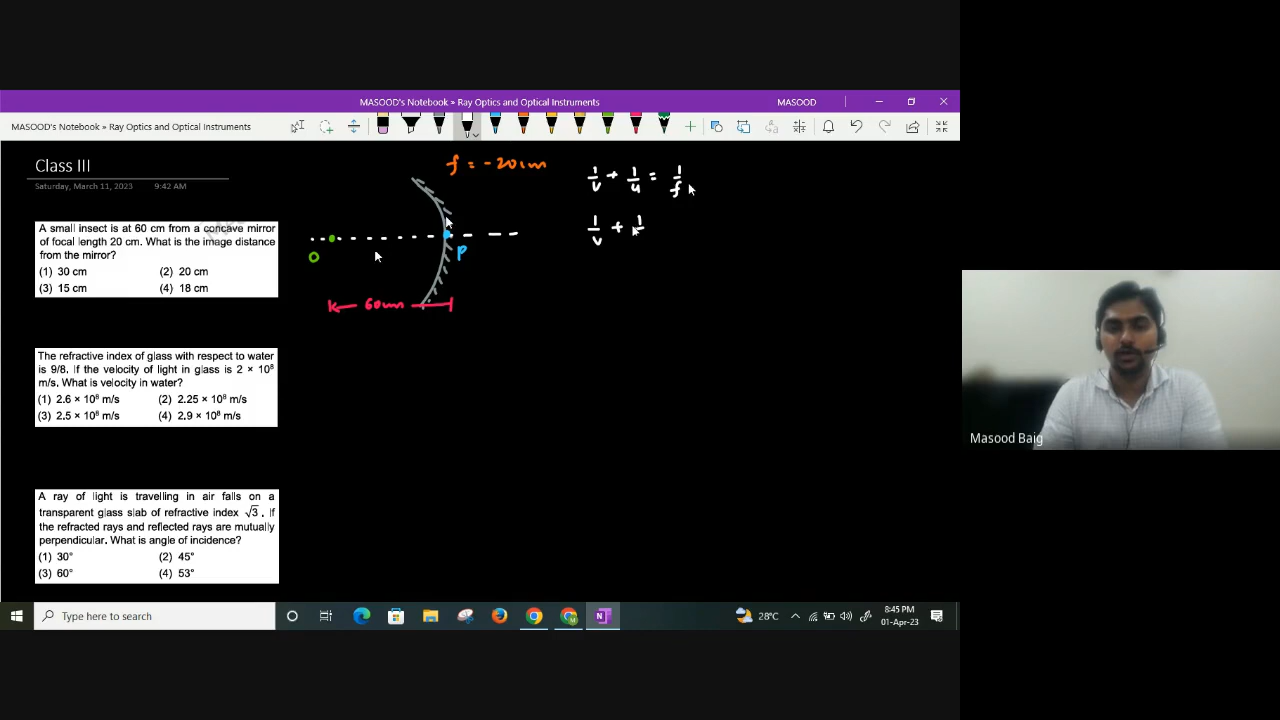 MASOOD's Notebook » Ray Optics and Optical Instruments
MASOOD
MASOOD's Notebook » Ray Optics and Optical Instruments
Class III
Saturday, March 11, 2023 9:42 AM
A small insect is at 60 cm from a concave mirror
of focal length 20 cm. What is the image distance
from the mirror?
(1) 30 cm (2) 20 cm
(3) 15 cm (4) 18 cm
f = -20cm
O
P
60cm
1/v + 1/u = 1/f
1/v + 1
The refractive index of glass with respect to water
is 9/8. If the velocity of light in glass is 2 × 10⁸
m/s. What is velocity in water?
(1) 2.6 × 10⁸ m/s (2) 2.25 × 10⁸ m/s
(3) 2.5 × 10⁸ m/s (4) 2.9 × 10⁸ m/s
A ray of light is travelling in air falls on a
transparent glass slab of refractive index √3. If
the refracted rays and reflected rays are mutually
perpendicular. What is angle of incidence?
(1) 30° (2) 45°
(3) 60° (4) 53°
Masood Baig
Type here to search
28°C
8:45 PM
01-Apr-23